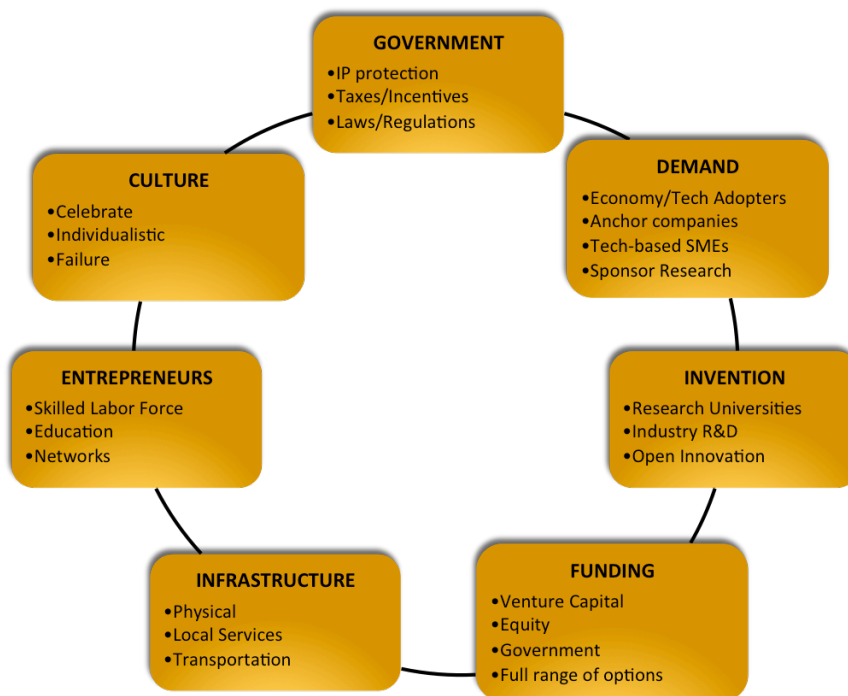 GOVERNMENT
•IP protection
•Taxes/Incentives
•Laws/Regulations
DEMAND
•Economy/Tech Adopters
•Anchor companies
•Tech-based SMEs
•Sponsor Research
INVENTION
•Research Universities
•Industry R&D
•Open Innovation
FUNDING
•Venture Capital
•Equity
•Government
•Full range of options
INFRASTRUCTURE
•Physical
•Local Services
•Transportation
ENTREPRENEURS
•Skilled Labor Force
•Education
•Networks
CULTURE
•Celebrate
•Individualistic
•Failure